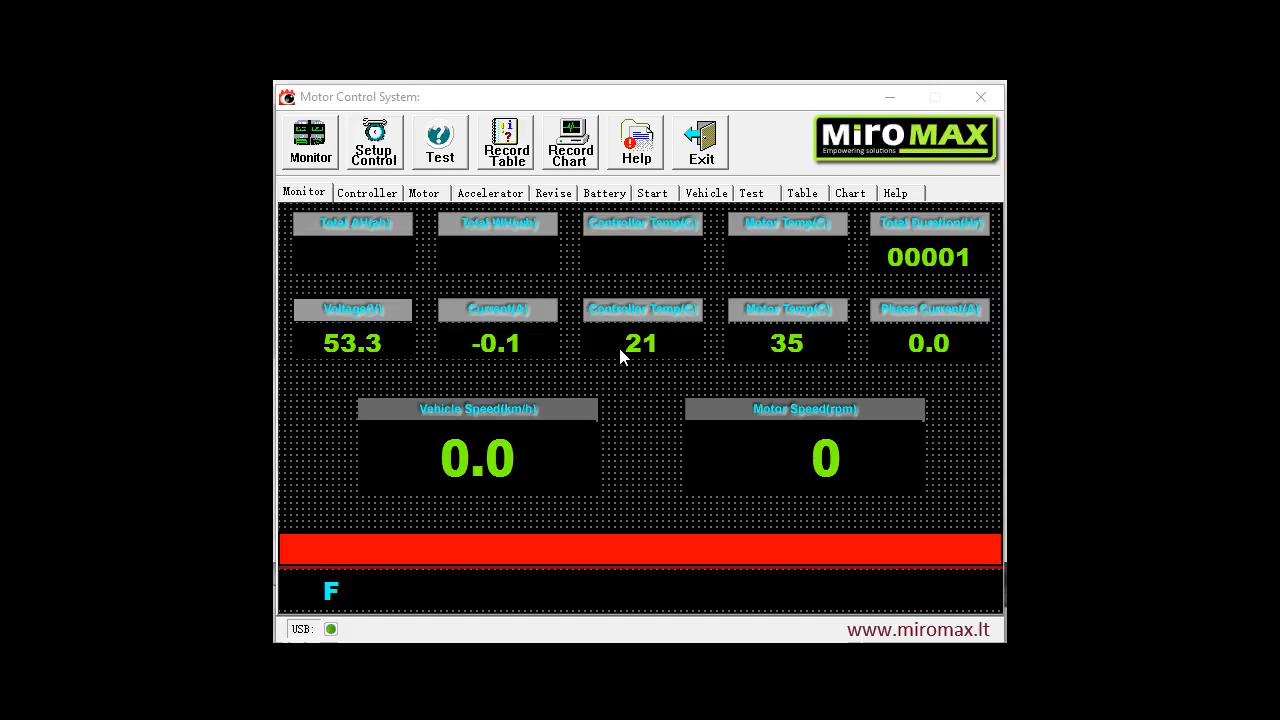 Motor Control System:
Monitor
Setup
Control
Test
Record
Table
Record
Chart
Help
Exit
MIRO MAX
Empowering solutions
Monitor Controller Motor Accelerator Revise Battery Start Vehicle Test Table Chart Help
Total AH(ah) Total WH(wh) Controller Temp(C) Motor Temp(C) Total Duration(Hr)
00001
Voltage(V) Current(A) Controller Temp(C) Motor Temp(C) Phase Current(A)
53.3 -0.1 21 35 0.0
Vehicle Speed(km/h) Motor Speed(rpm)
0.0 0
F
USB:
www.miromax.lt